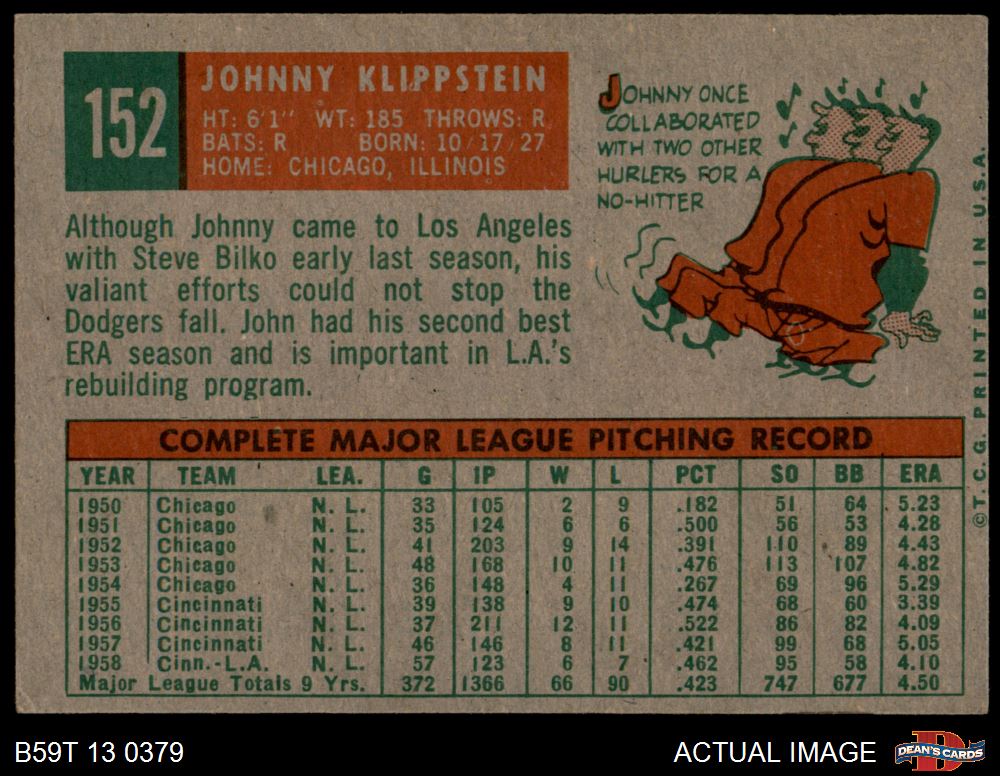 152
JOHNNY KLIPPSTEIN
HT: 6'1" WT: 185 THROWS: R
BATS: R BORN: 10/17/27
HOME: CHICAGO, ILLINOIS
Although Johnny came to Los Angeles
with Steve Bilko early last season, his
valiant efforts could not stop the
Dodgers fall. John had his second best
ERA season and is important in L.A.'s
rebuilding program.
JOHNNY ONCE
COLLABORATED
WITH TWO OTHER
HURLERS FOR A
NO-HITTER
©T.C.G. PRINTED IN U.S.A.
COMPLETE MAJOR LEAGUE PITCHING RECORD
YEAR TEAM LEA. G IP W L PCT SO BB ERA
1950 Chicago N. L. 33 105 2 9 .182 51 64 5.23
1951 Chicago N. L. 35 124 6 6 .500 56 53 4.28
1952 Chicago N. L. 41 203 9 14 .391 110 89 4.43
1953 Chicago N. L. 48 168 10 11 .476 113 107 4.82
1954 Chicago N. L. 36 148 4 11 .267 69 96 5.29
1955 Cincinnati N. L. 39 138 9 10 .474 68 60 3.39
1956 Cincinnati N. L. 37 211 12 11 .522 86 82 4.09
1957 Cincinnati N. L. 46 146 8 11 .421 99 68 5.05
1958 Cinn.-L.A. N. L. 57 123 6 7 .462 95 58 4.10
Major League Totals 9 Yrs. 372 1366 66 90 .423 747 677 4.50
B59T 13 0379
ACTUAL IMAGE
DEAN'S CARDS